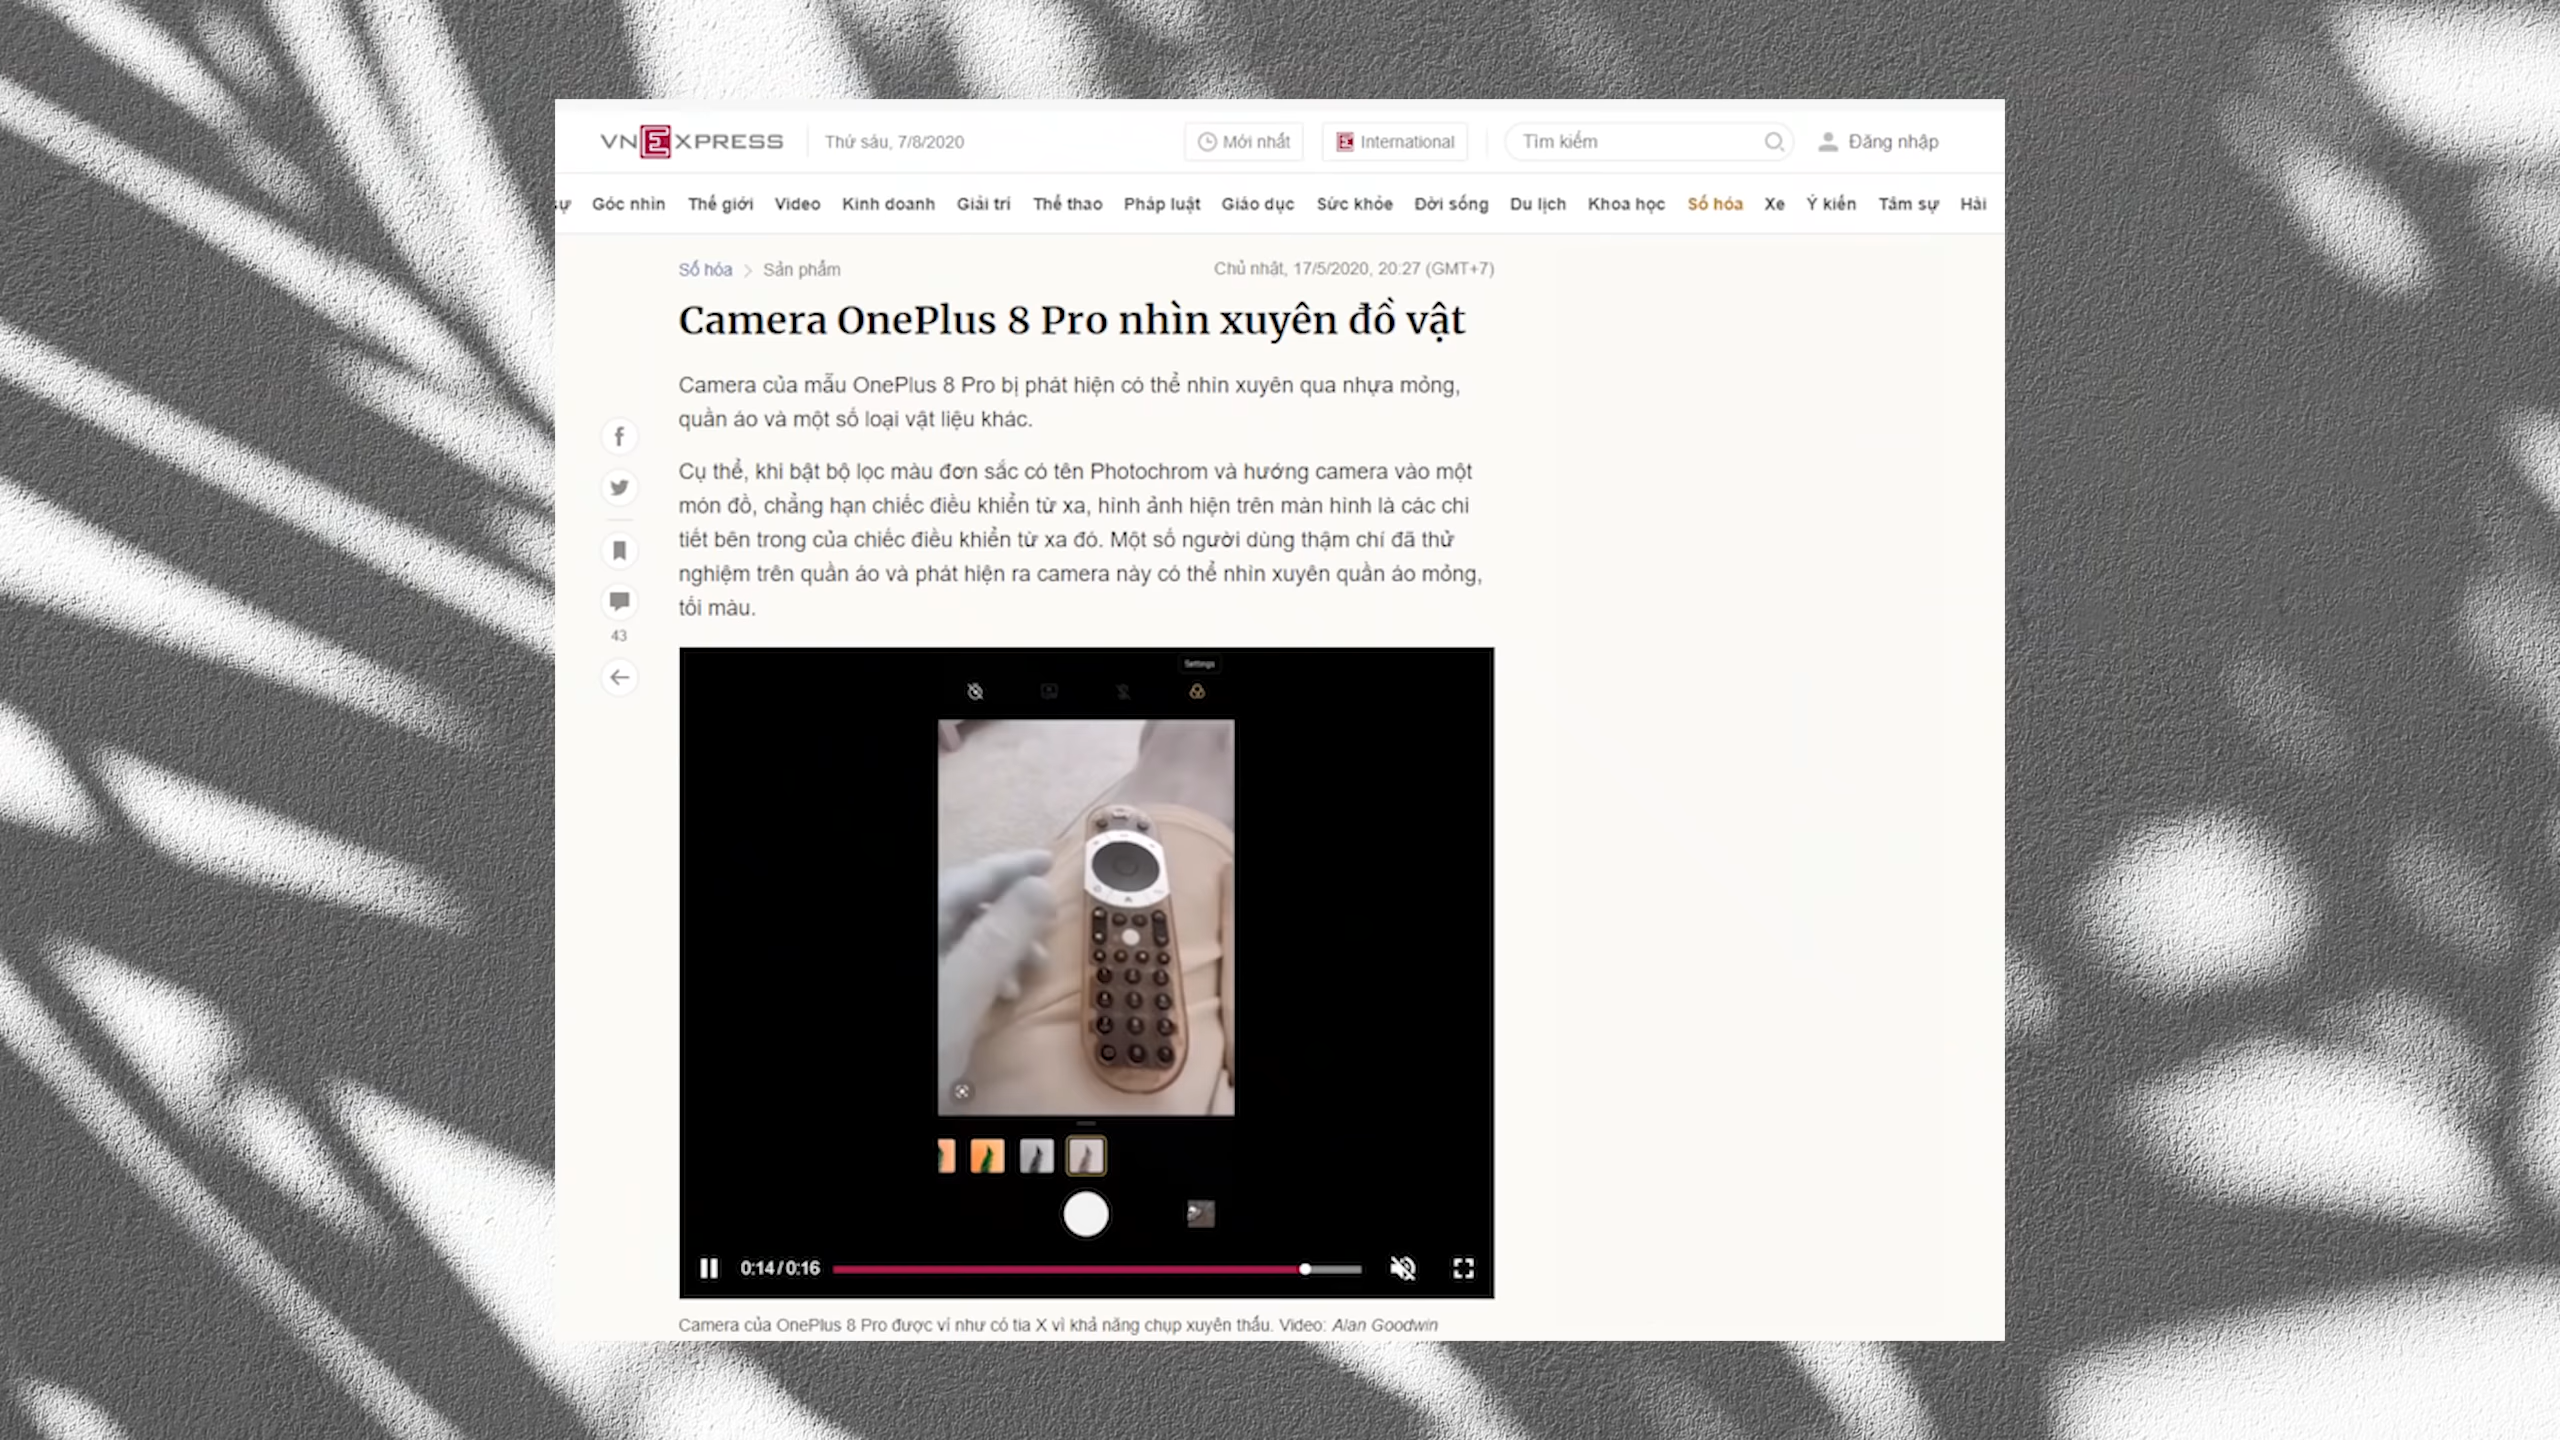 VNEXPRESS Thứ sáu, 7/8/2020 Mới nhất International Tìm kiếm Đăng nhập
Góc nhìn Thế giới Video Kinh doanh Giải trí Thể thao Pháp luật Giáo dục Sức khỏe Đời sống Du lịch Khoa học Số hóa Xe Ý kiến Tâm sự Hài
Số hóa > Sản phẩm Chủ nhật, 17/5/2020, 20:27 (GMT+7)
Camera OnePlus 8 Pro nhìn xuyên đồ vật
Camera của mẫu OnePlus 8 Pro bị phát hiện có thể nhìn xuyên qua nhựa mỏng,
quần áo và một số loại vật liệu khác.
Cụ thể, khi bật bộ lọc màu đơn sắc có tên Photochrom và hướng camera vào một
món đồ, chẳng hạn chiếc điều khiển từ xa, hình ảnh hiện trên màn hình là các chi
tiết bên trong của chiếc điều khiển từ xa đó. Một số người dùng thậm chí đã thử
nghiệm trên quần áo và phát hiện ra camera này có thể nhìn xuyên quần áo mỏng,
tối màu.
43
Settings
0:14 / 0:16
Camera của OnePlus 8 Pro được ví như có tia X vì khả năng chụp xuyên thấu. Video: Alan Goodwin